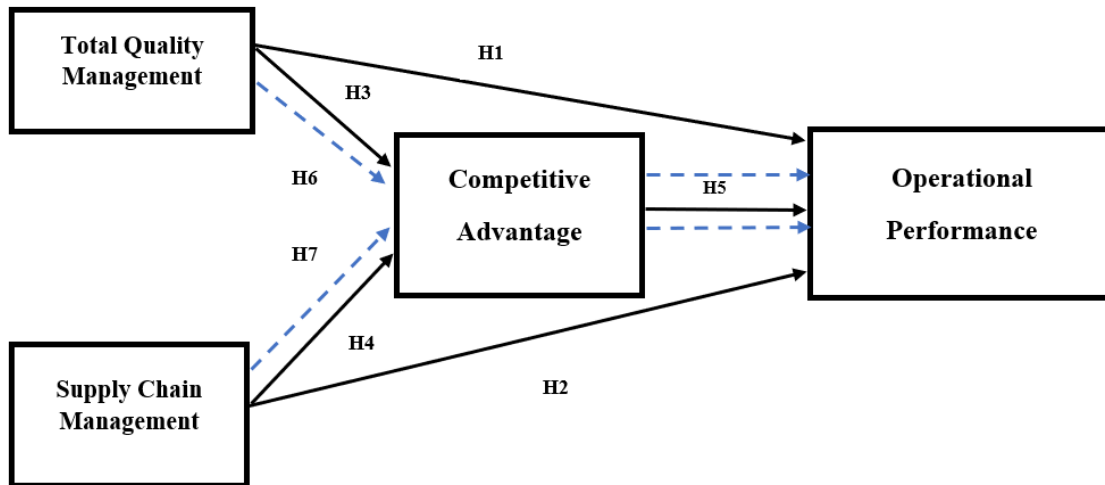 Total Quality
Management
H1
H3
H6
Competitive
Advantage
H5
Operational
Performance
H7
H4
H2
Supply Chain
Management